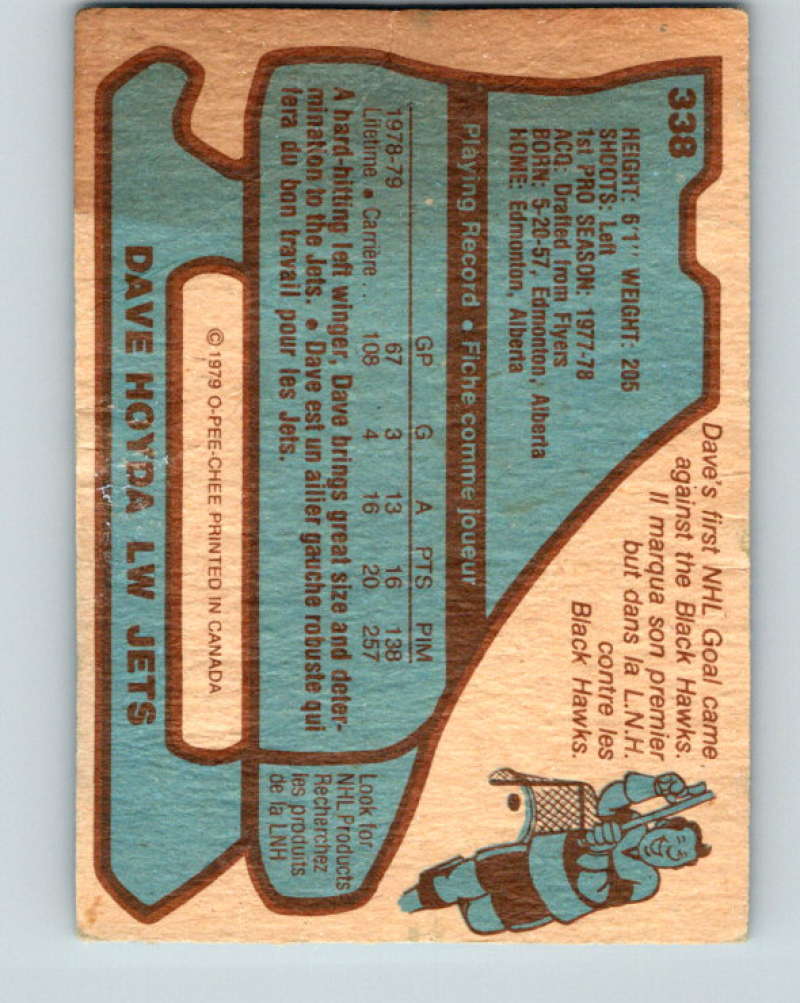 338
HEIGHT: 6'1" WEIGHT: 205
SHOOTS: Left
1st PRO SEASON: 1977-78
ACQ: Drafted from Flyers
BORN: 5-20-57, Edmonton, Alberta
HOME: Edmonton, Alberta
Dave's first NHL Goal came
against the Black Hawks.
Il marqua son premier
but dans la L.N.H.
contre les
Black Hawks.
Playing Record • Fiche comme joueur
GP G A PTS PIM
1978-79 67 3 13 16 138
Lifetime • Carrière . . 108 4 16 20 257
A hard-hitting left winger, Dave brings great size and deter-
mination to the Jets. • Dave est un ailier gauche robuste qui
fera du bon travail pour les Jets.
Look for
NHL Products
Recherchez
les produits
de la LNH
© 1979 O-PEE-CHEE PRINTED IN CANADA
DAVE HOYDA LW JETS